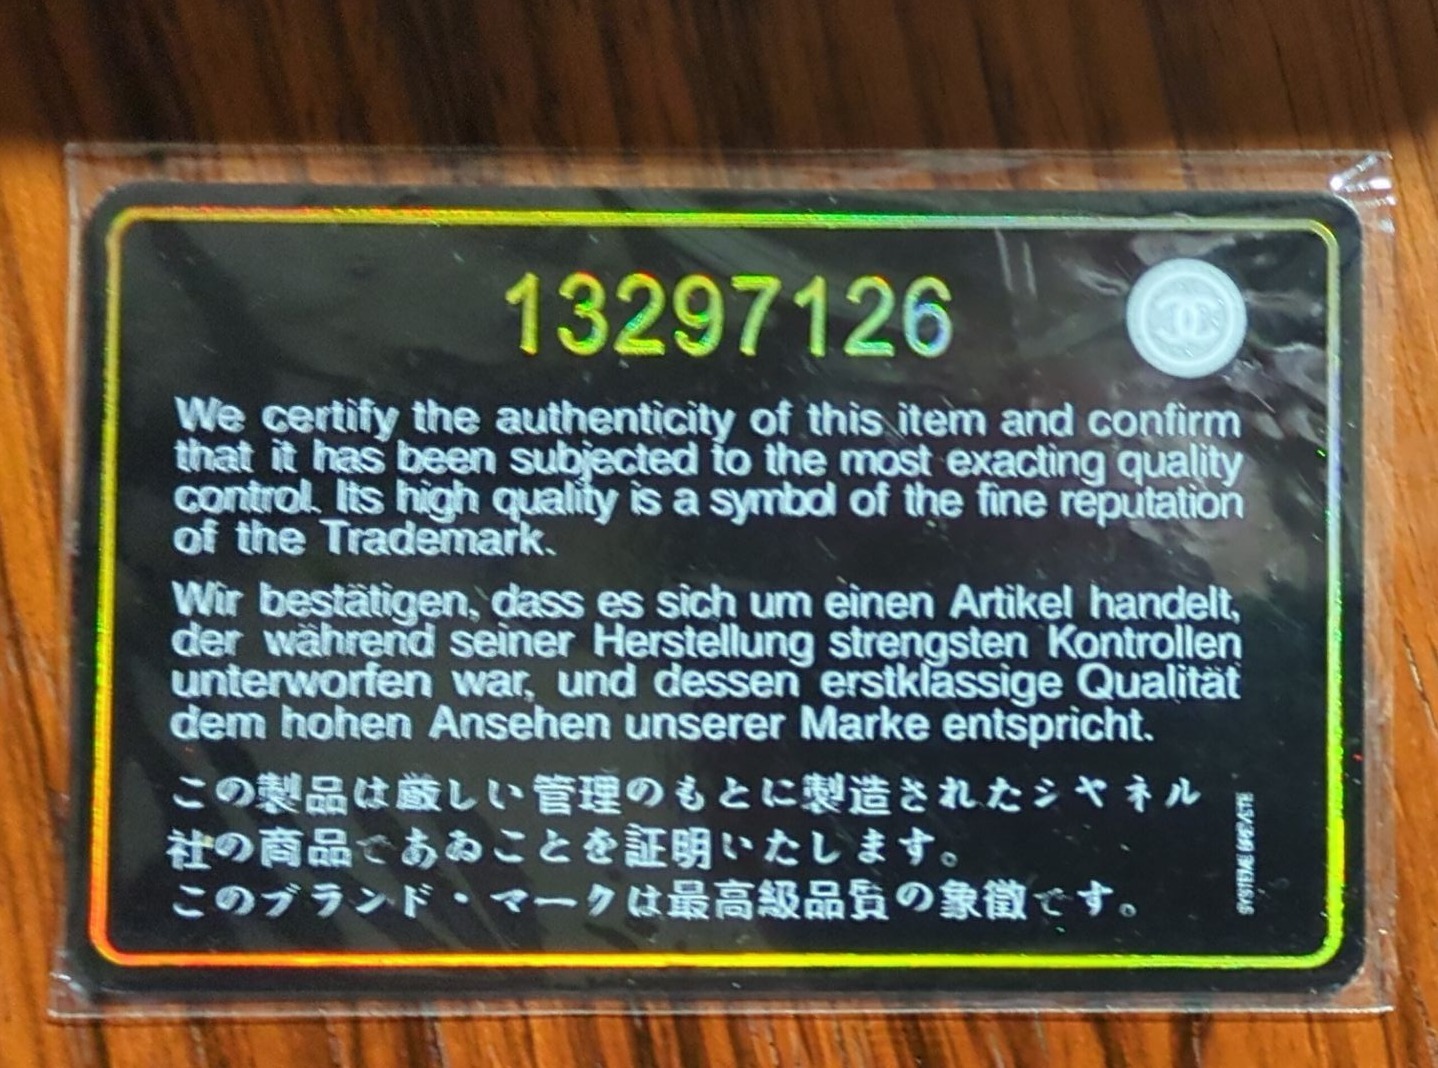 13297126
We certify the authenticity of this item and confirm
that it has been subjected to the most exacting quality
control. Its high quality is a symbol of the fine reputation
of the Trademark.
Wir bestätigen, dass es sich um einen Artikel handelt,
der während seiner Herstellung strengsten Kontrollen
unterworfen war, und dessen erstklassige Qualität
dem hohen Ansehen unserer Marke entspricht.
この製品は厳しい管理のもとに製造されたシヤネル
社の商品であゐことを証明いたします。
このブランド・マークは最高級品質の象徴です。